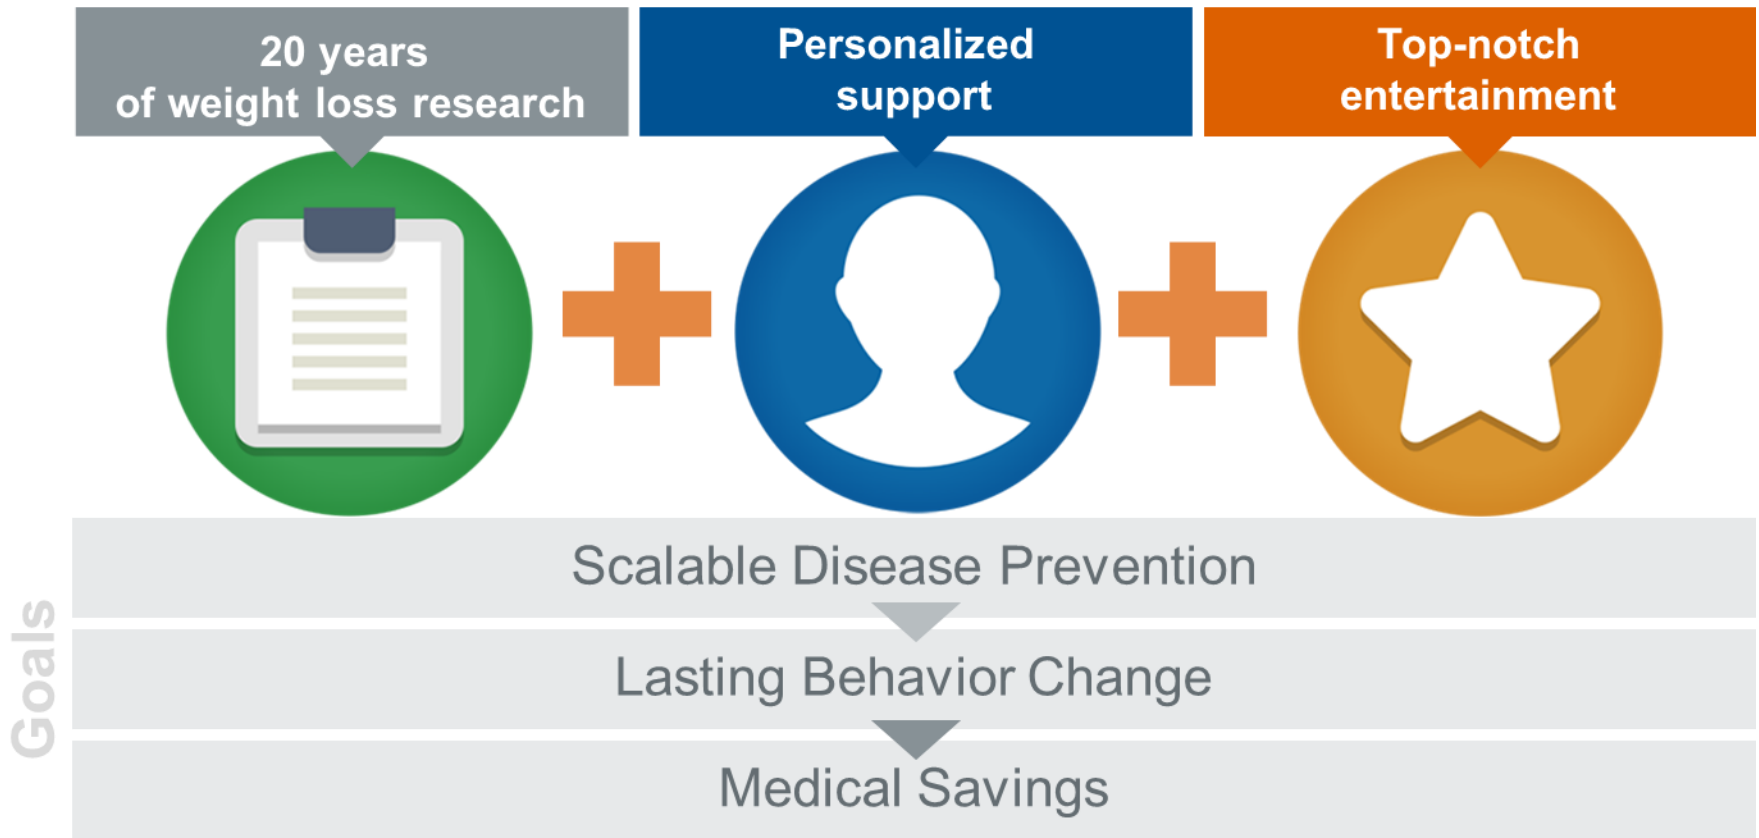 20 years
of weight loss research
Personalized
support
Top-notch
entertainment
Goals
Scalable Disease Prevention
Lasting Behavior Change
Medical Savings